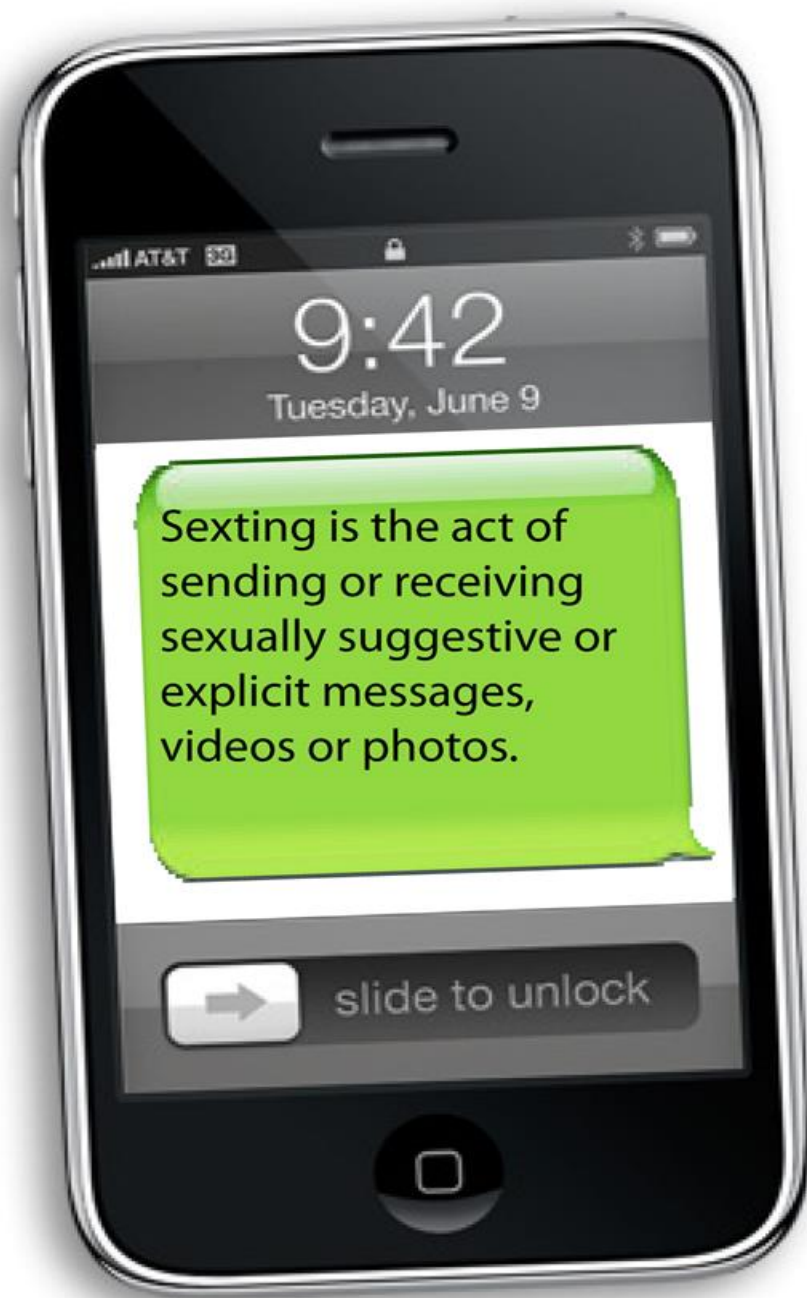 AT&T 3G
9:42
Tuesday, June 9
Sexting is the act of
sending or receiving
sexually suggestive or
explicit messages,
videos or photos.
slide to unlock